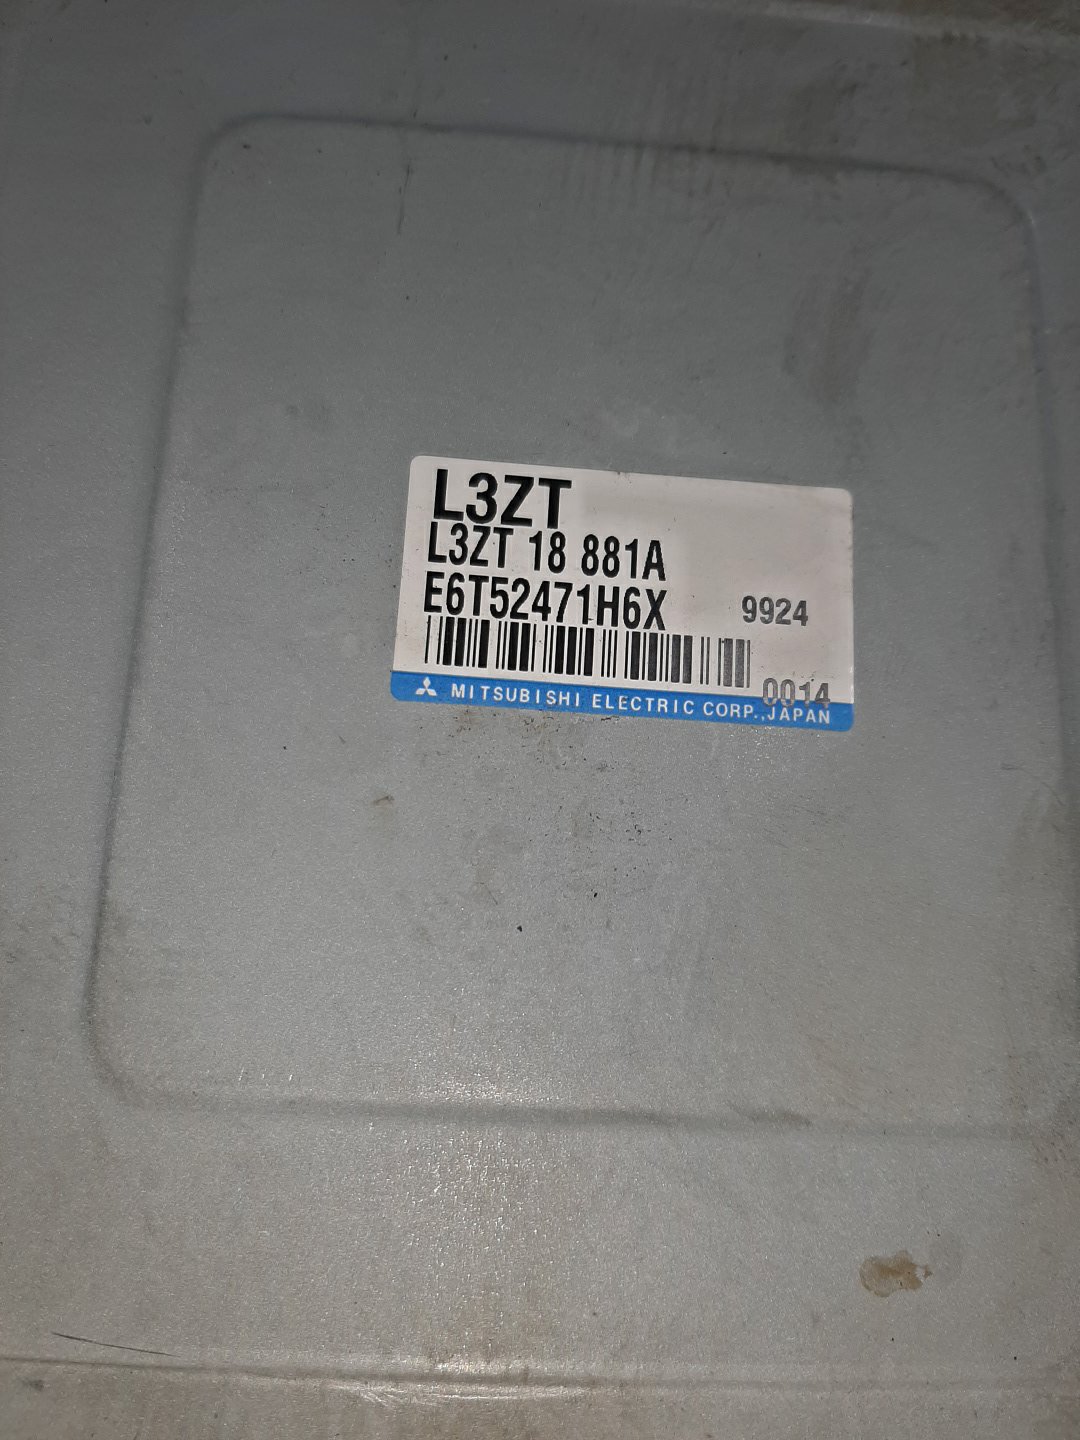 L3ZT
L3ZT 18 881A
E6T52471H6X 9924
0014
MITSUBISHI ELECTRIC CORP.,JAPAN